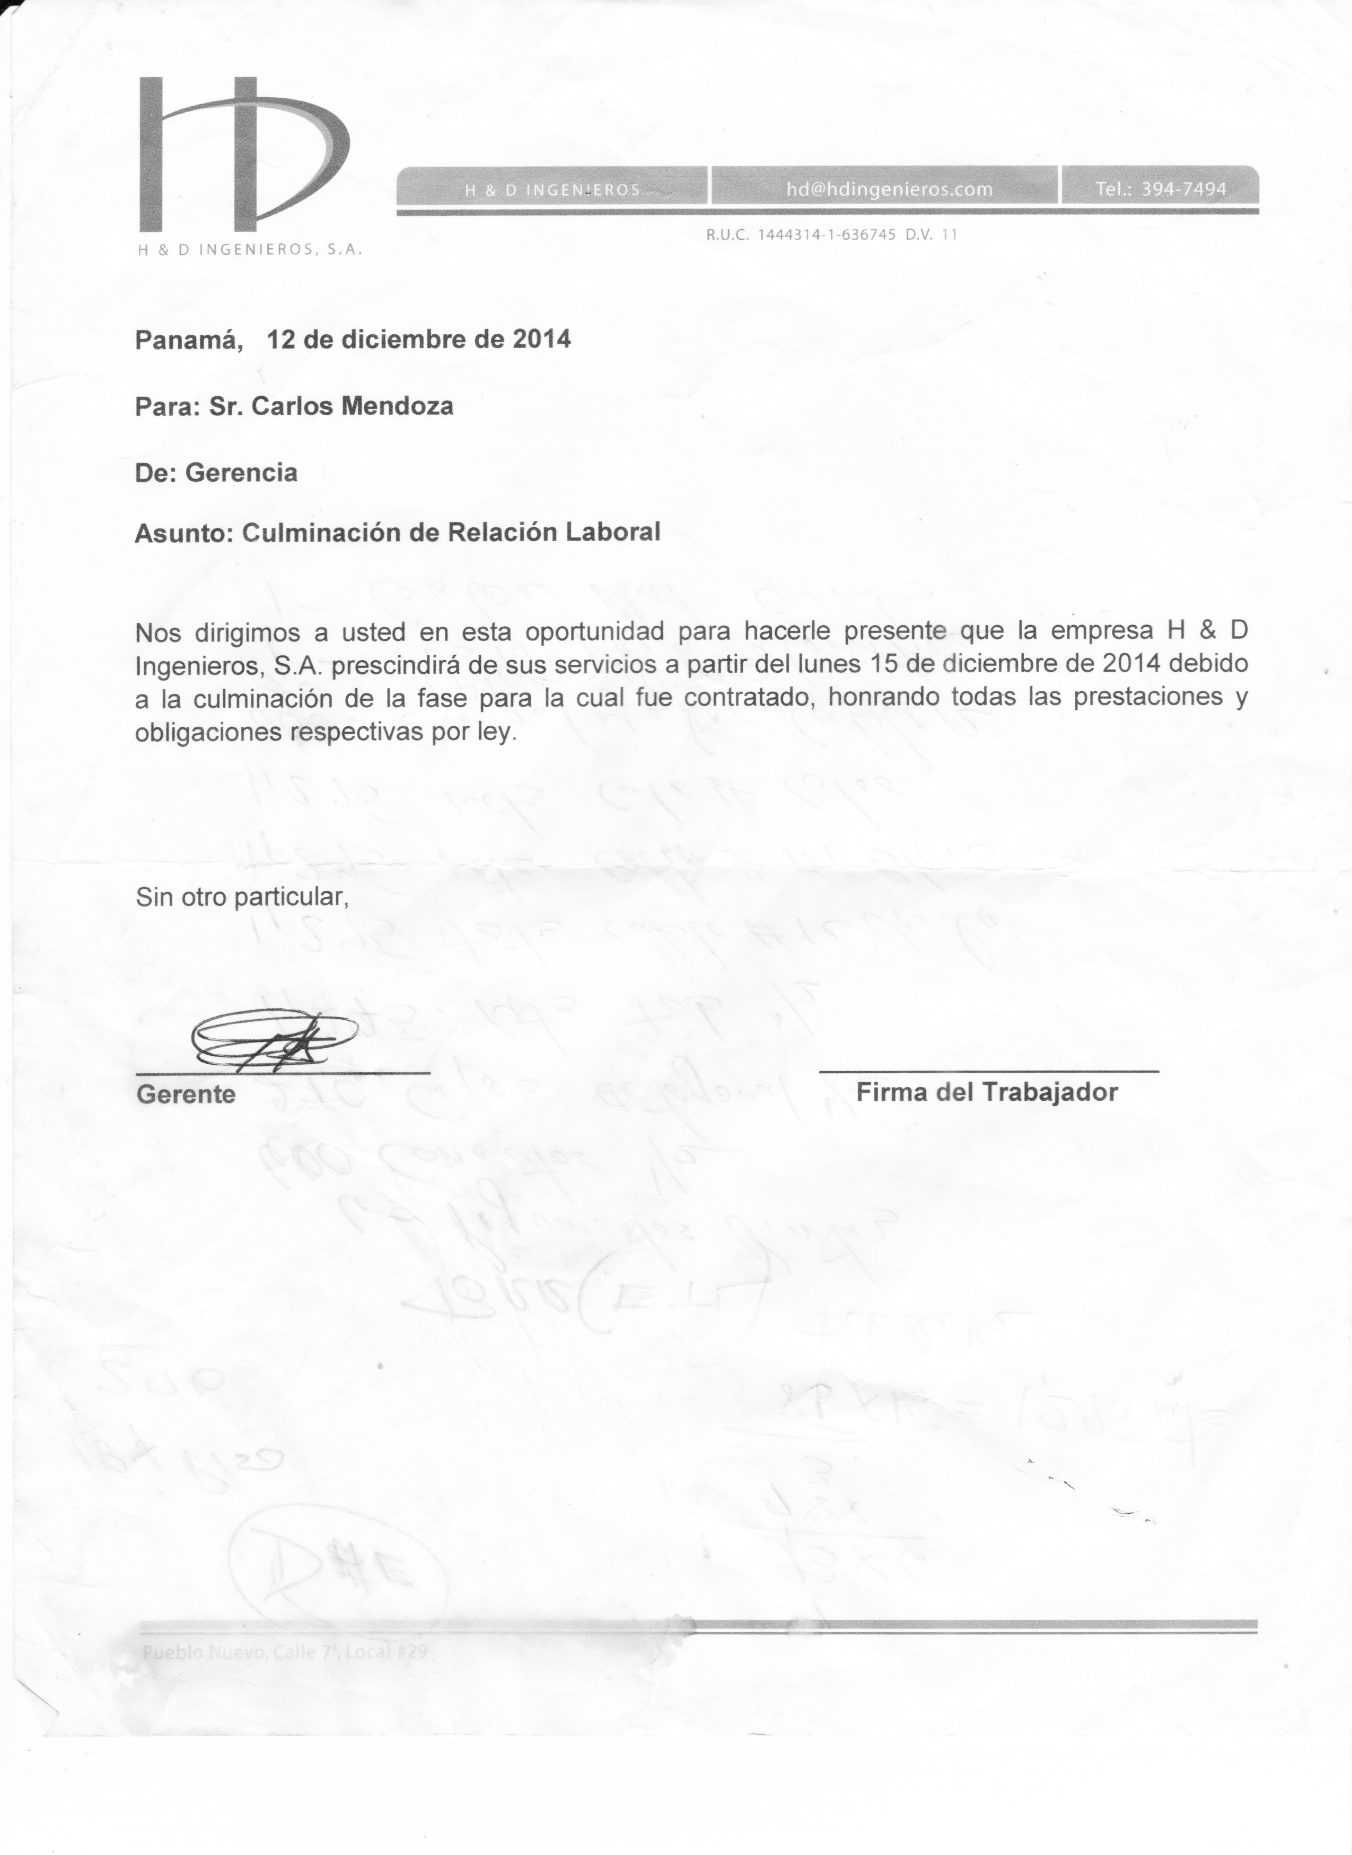 H & D INGENIEROS, S.A.
H & D INGENIEROS hd@hdingenieros.com Tel.: 394-7494
R.U.C. 1444314-1-636745 D.V. 11
Panamá, 12 de diciembre de 2014
Para: Sr. Carlos Mendoza
De: Gerencia
Asunto: Culminación de Relación Laboral
Nos dirigimos a usted en esta oportunidad para hacerle presente que la empresa H & D
Ingenieros, S.A. prescindirá de sus servicios a partir del lunes 15 de diciembre de 2014 debido
a la culminación de la fase para la cual fue contratado, honrando todas las prestaciones y
obligaciones respectivas por ley.
Sin otro particular,
Gerente Firma del Trabajador
Pueblo Nuevo, Calle 7ª, Local #29